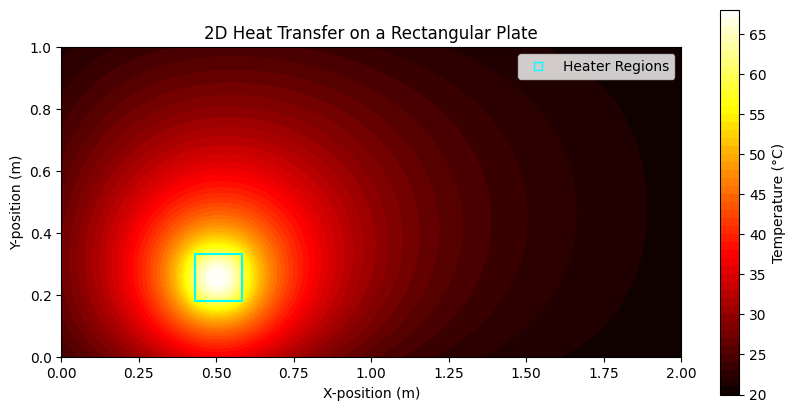 2D Heat Transfer on a Rectangular Plate
Heater Regions
Y-position (m)
1.0
0.8
0.6
0.4
0.2
0.0
0.00 0.25 0.50 0.75 1.00 1.25 1.50 1.75 2.00
X-position (m)
65
60
55
50
45
40
35
30
25
20
Temperature (°C)